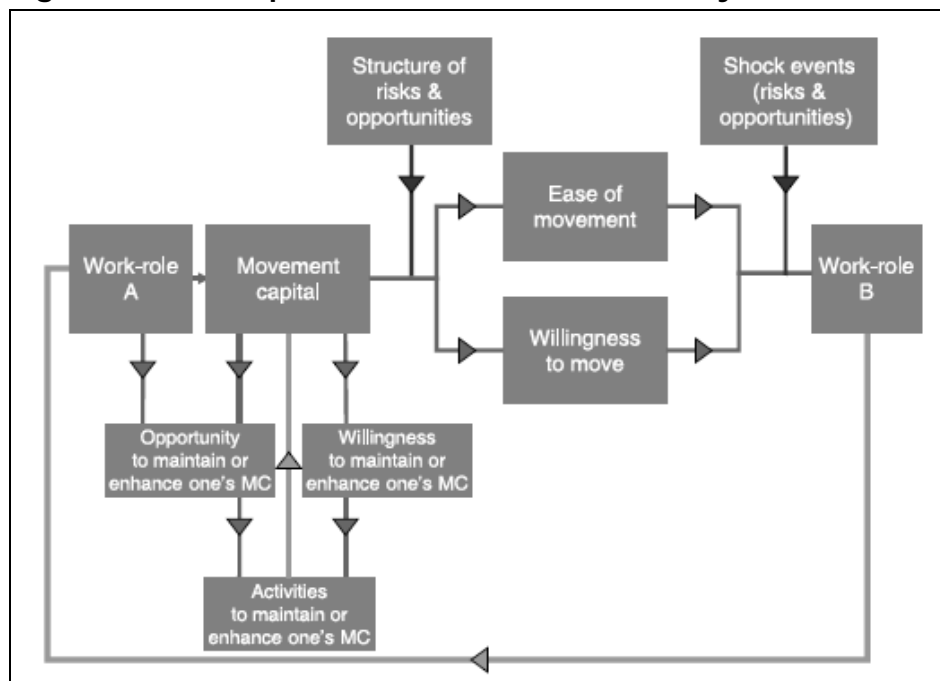 Structure of
risks &
opportunities
Shock events
(risks &
opportunities)
Ease of
movement
Work-role
A
Movement
capital
Work-role
B
Willingness
to move
Opportunity
to maintain or
enhance one's MC
Willingness
to maintain or
enhance one's MC
Activities
to maintain or
enhance one's MC